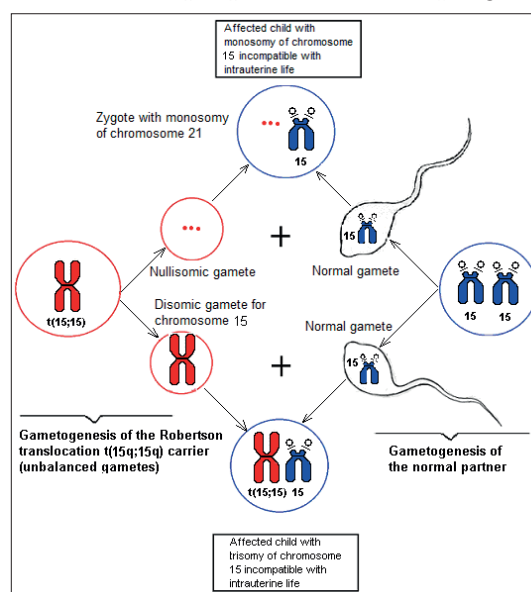 Affected child with
monosomy of chromosome
15 incompatible with
intrauterine life
Zygote with monosomy
of chromosome 21
15
15
Nullisomic gamete
Normal gamete
t(15;15)
15
15
Disomic gamete for
chromosome 15
Normal gamete
15
Gametogenesis of the Robertson
translocation t(15q;15q) carrier
(unbalanced gametes)
Gametogenesis of
the normal partner
t(15;15) 15
Affected child with
trisomy of chromosome
15 incompatible with
intrauterine life